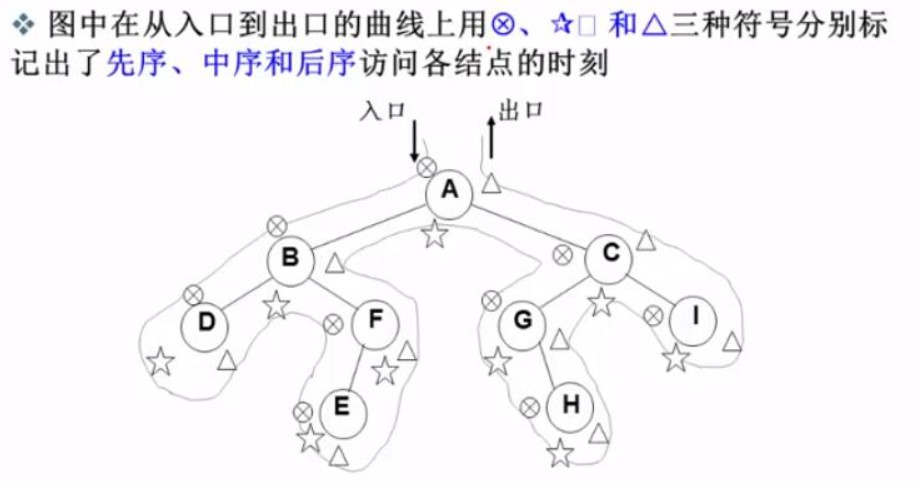 ❖ 图中在从入口到出口的曲线上用⊗、☆□ 和△三种符号分别标
记出了先序、中序和后序访问各结点的时刻
入口 出口
A
B C
D F G I
E H